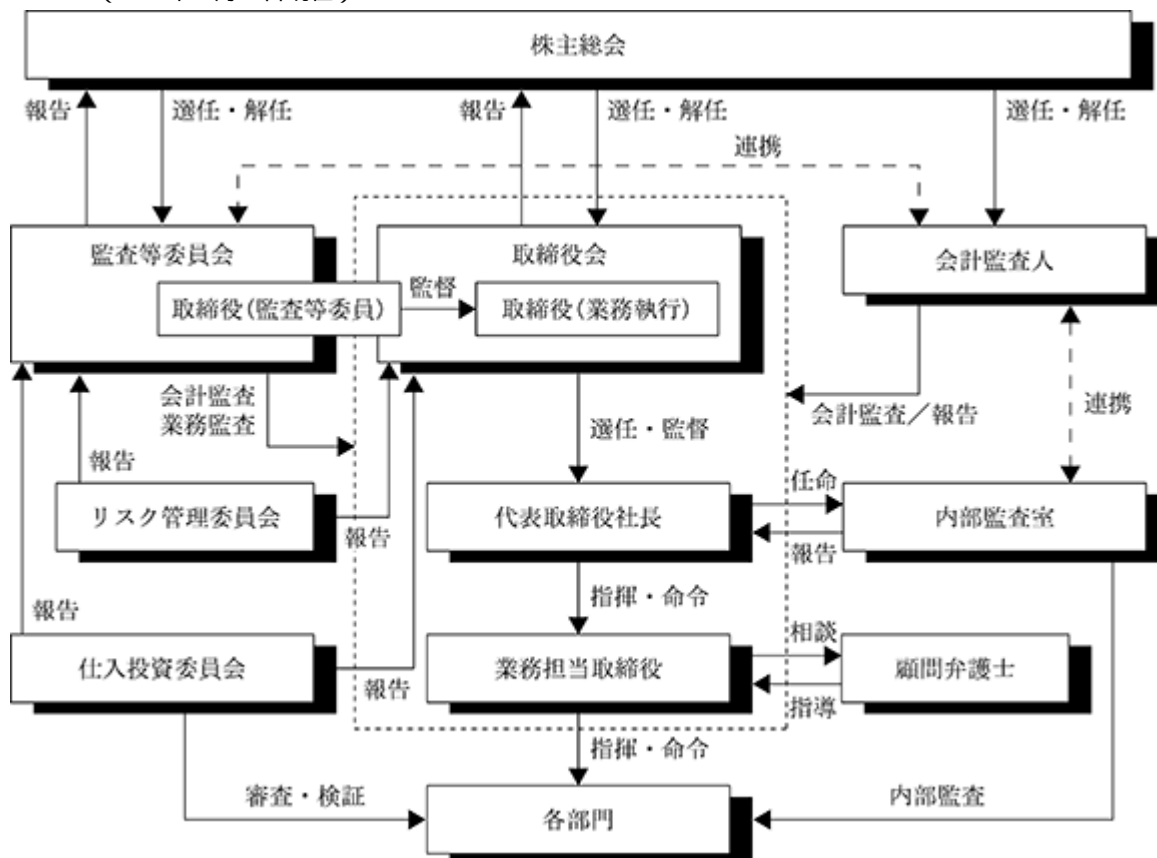 株主総会
報告
選任・解任
報告
選任・解任
選任・解任
連携
監査等委員会
取締役会
会計監査人
取締役(監査等委員)
監督
取締役(業務執行)
会計監査
業務監査
選任・監督
会計監査／報告
連携
報告
リスク管理委員会
報告
代表取締役社長
任命
報告
内部監査室
報告
指揮・命令
仕入投資委員会
報告
業務担当取締役
相談
指導
顧問弁護士
指揮・命令
審査・検証
各部門
内部監査